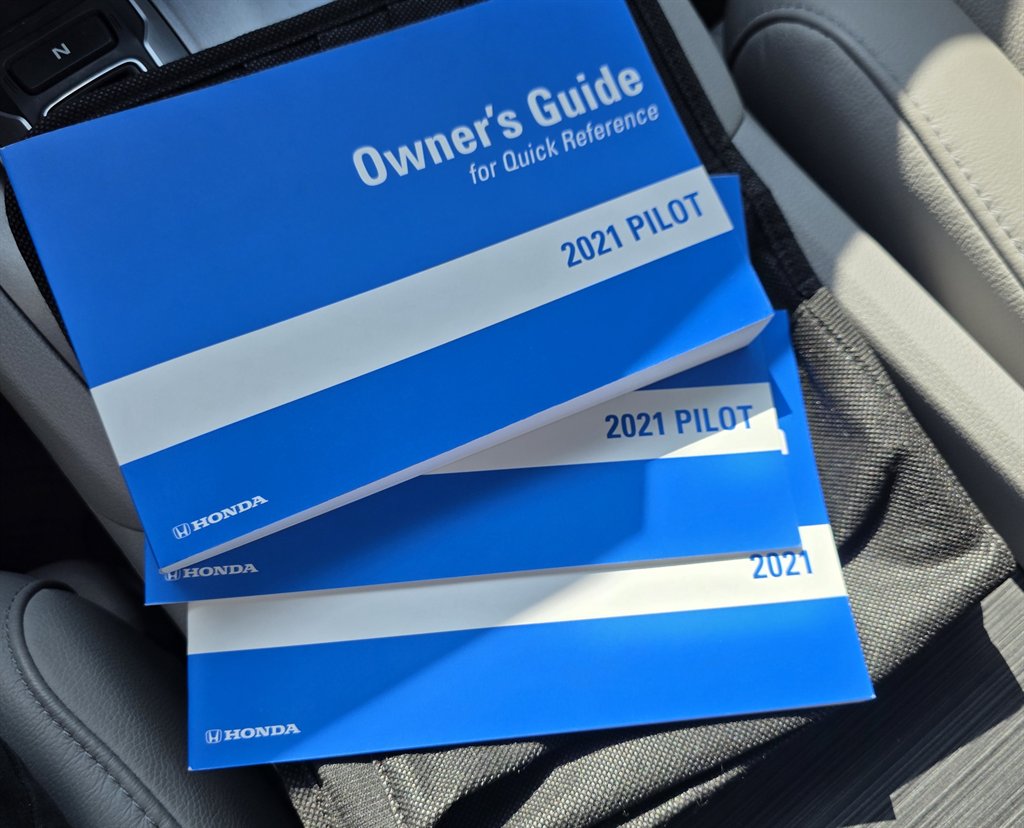 N
Owner's Guide
for Quick Reference
2021 PILOT
HONDA
2021 PILOT
HONDA
2021
HONDA